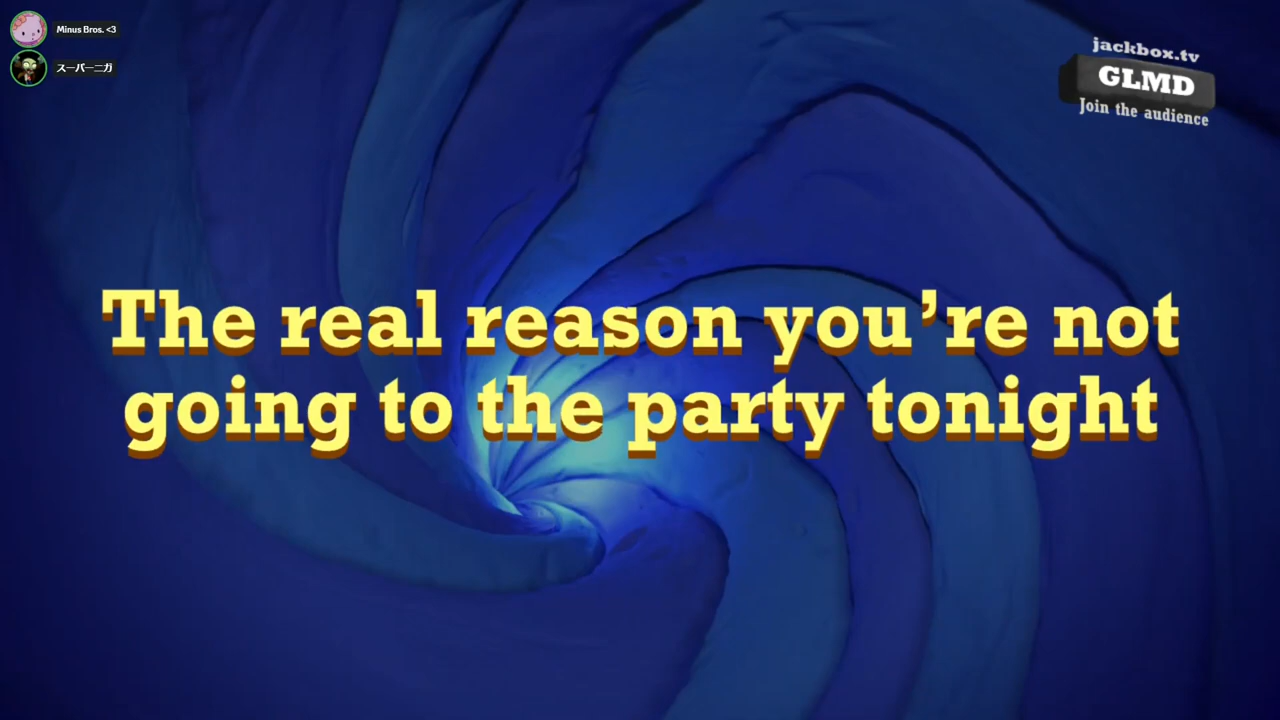 Minus Bros. <3
スーパーニガ
jackbox.tv
GLMD
Join the audience
The real reason you're not
going to the party tonight